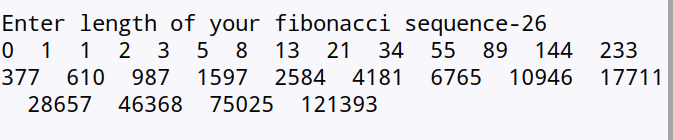 Enter length of your fibonacci sequence-26
0  1  1  2  3  5  8  13  21  34  55  89  144  233
377  610  987  1597  2584  4181  6765  10946  17711
28657  46368  75025  121393